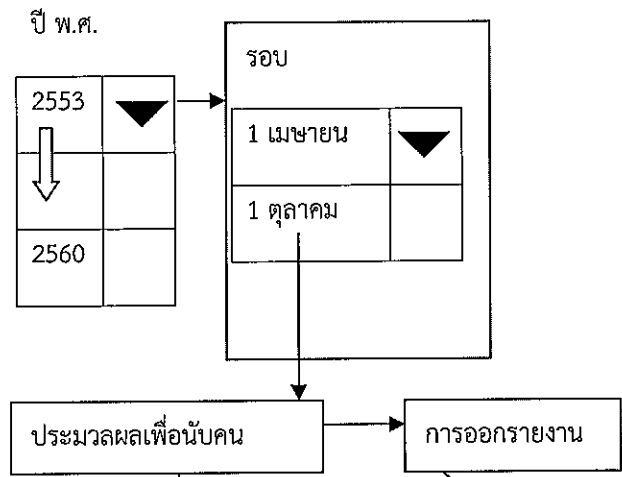 ปี พ.ศ.
รอบ
2553
1 เมษายน
1 ตุลาคม
2560
ประมวลผลเพื่อนับคน
การออกรายงาน